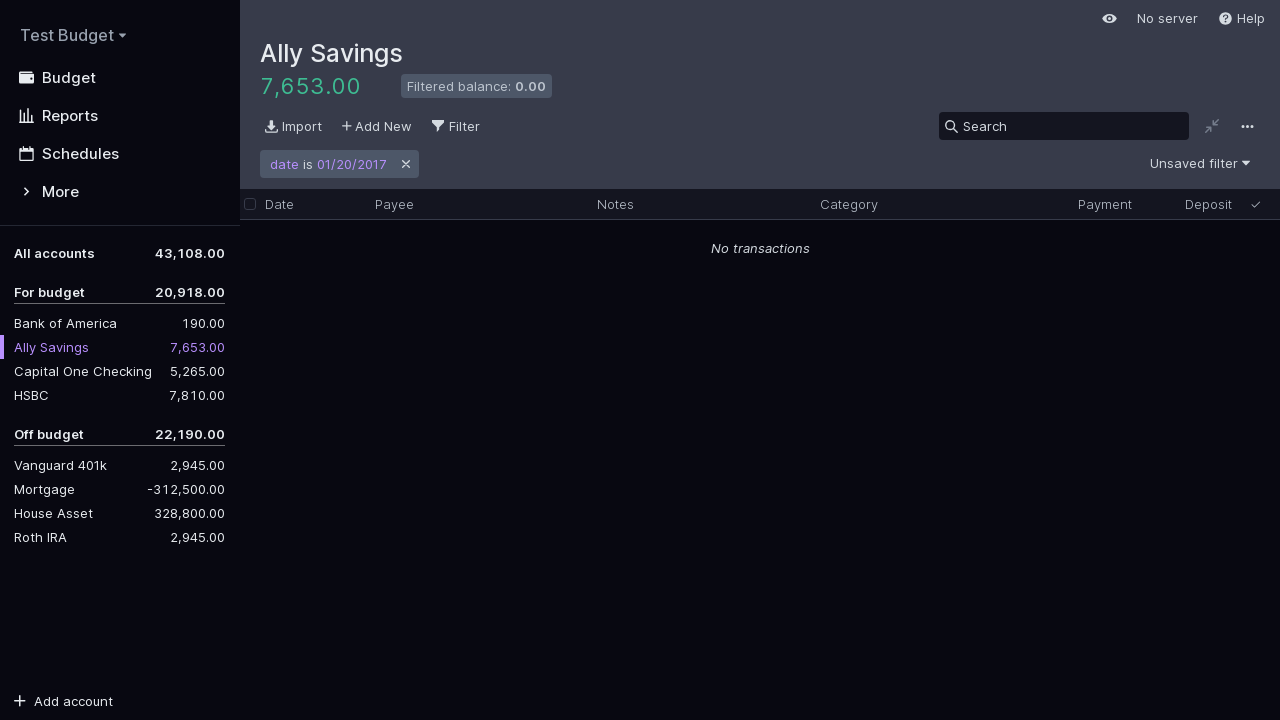 Test Budget
Budget
Reports
Schedules
More
All accounts 43,108.00
For budget 20,918.00
Bank of America 190.00
Ally Savings 7,653.00
Capital One Checking 5,265.00
HSBC 7,810.00
Off budget 22,190.00
Vanguard 401k 2,945.00
Mortgage -312,500.00
House Asset 328,800.00
Roth IRA 2,945.00
Add account
No server Help
Ally Savings
7,653.00 Filtered balance: 0.00
Import Add New Filter Search
date is 01/20/2017 Unsaved filter
Date Payee Notes Category Payment Deposit
No transactions